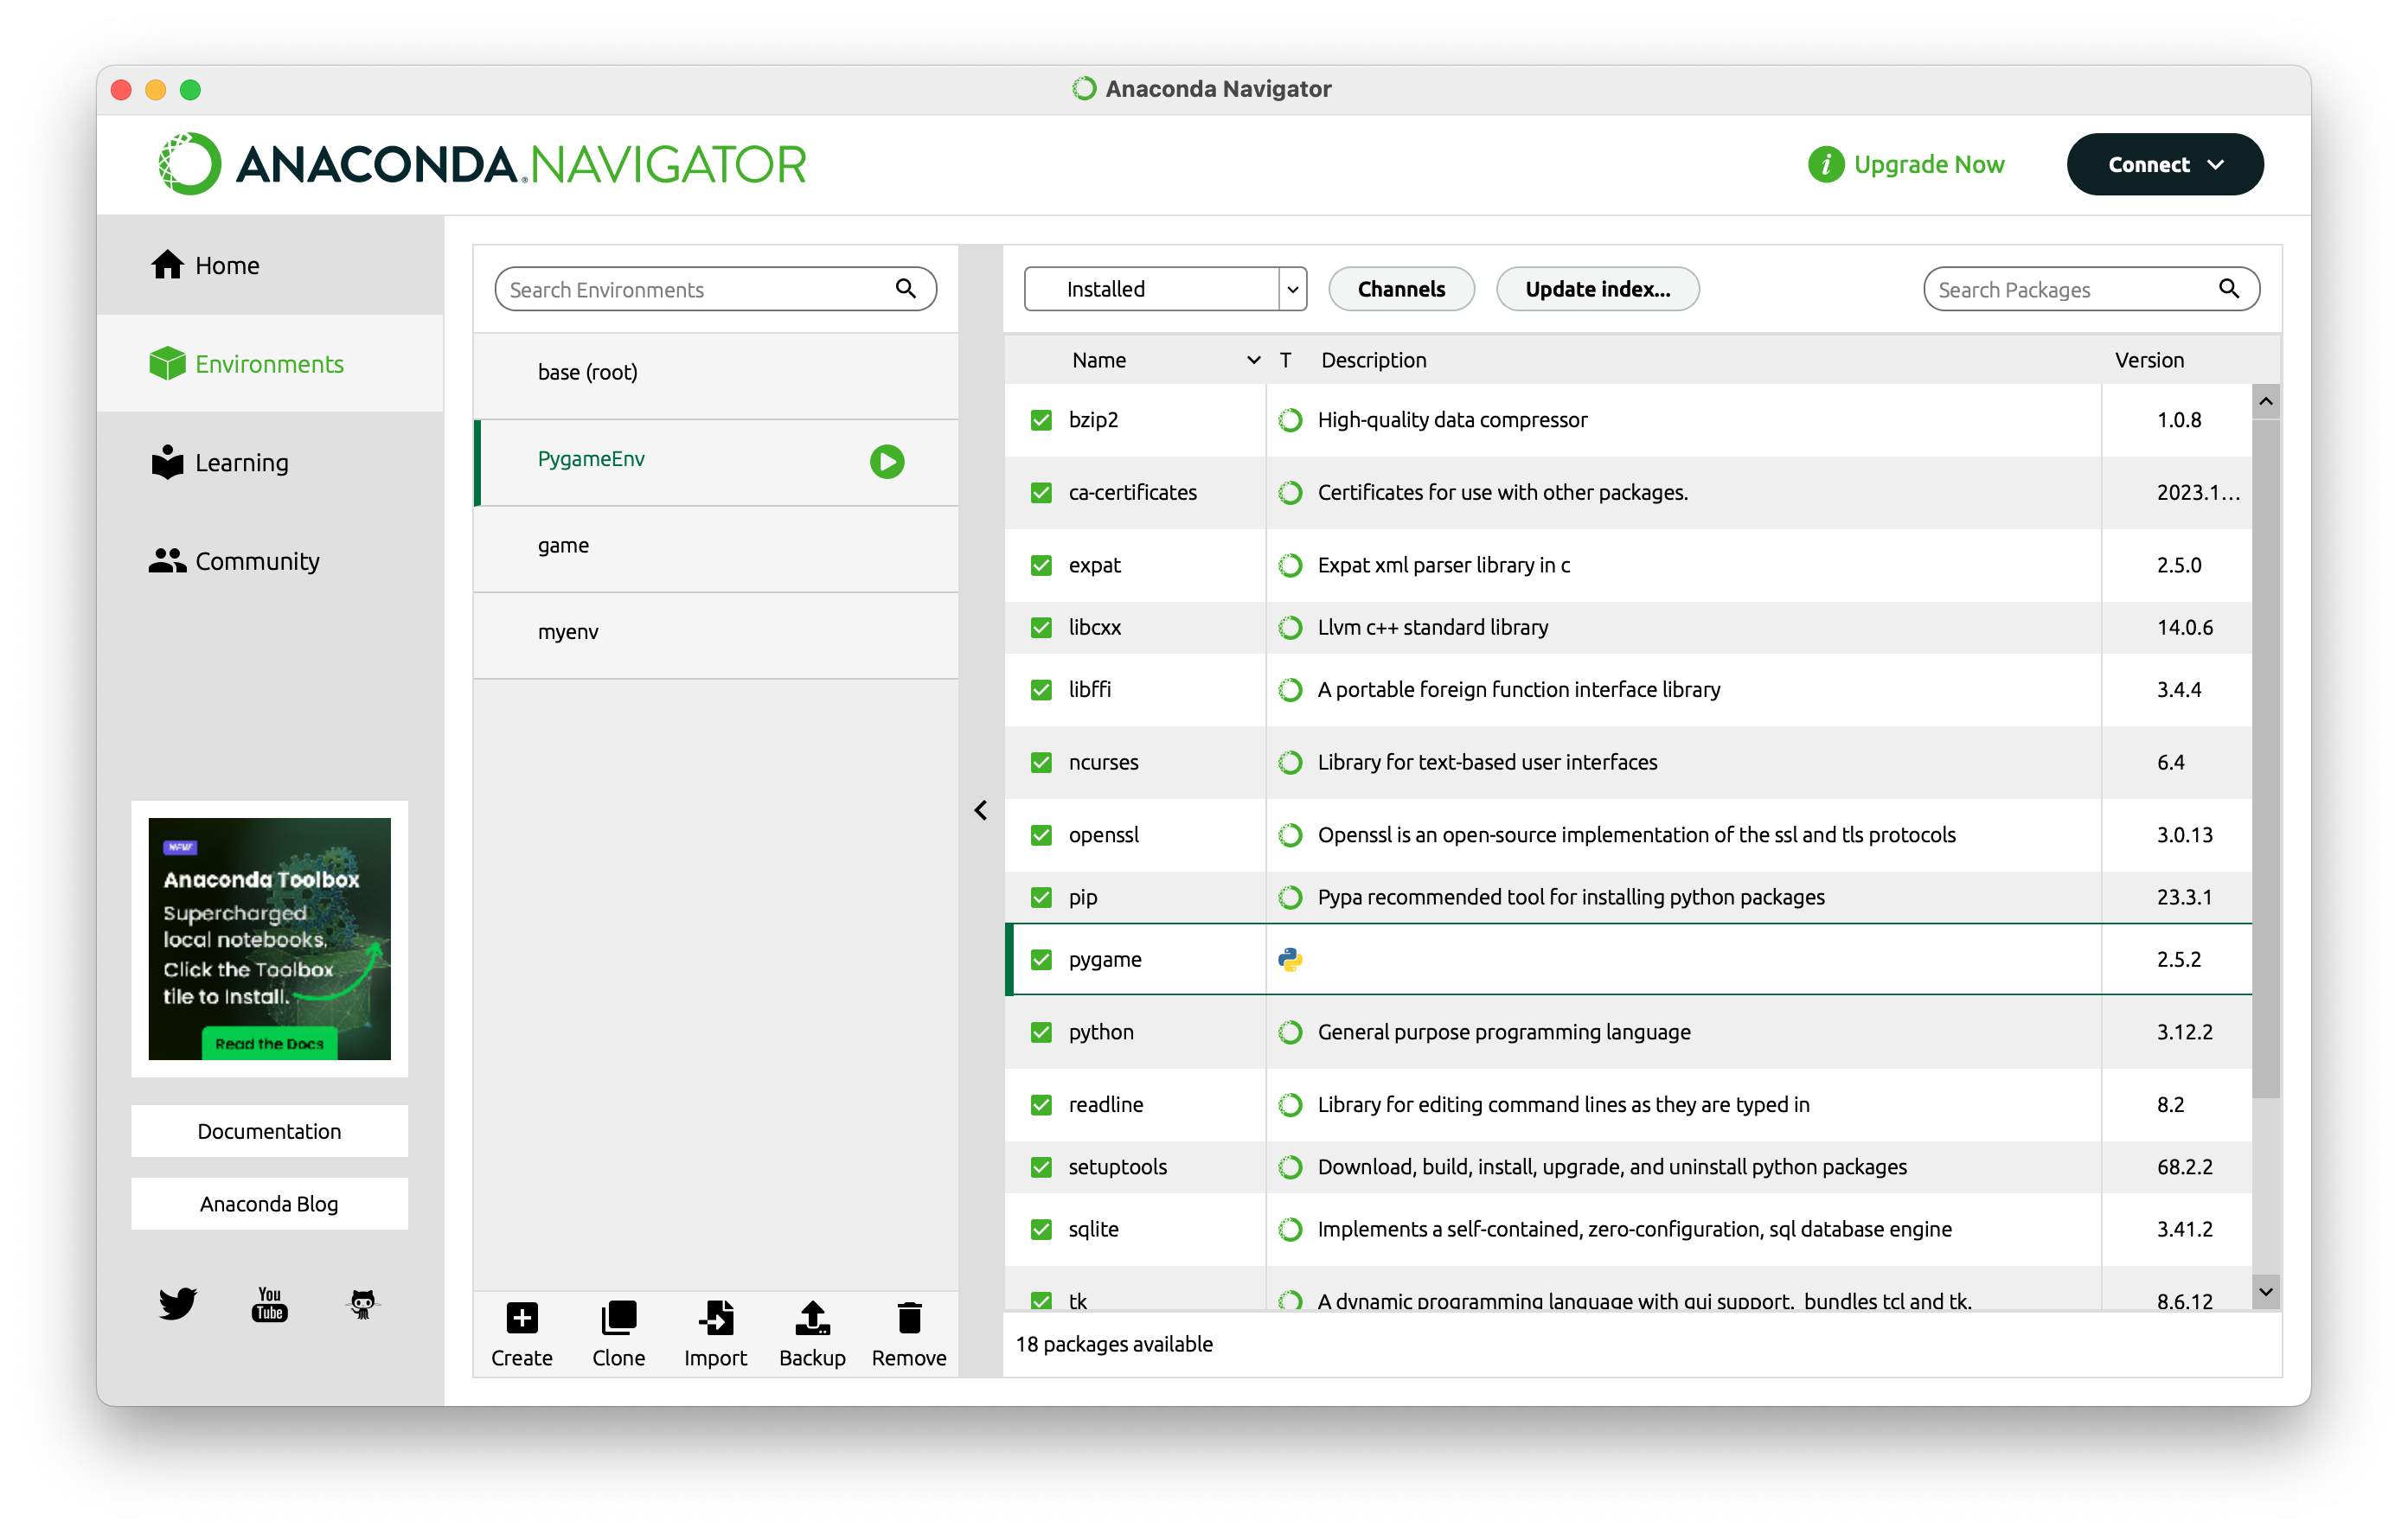 Anaconda Navigator
ANACONDA.NAVIGATOR
Upgrade Now
Connect
Home
Environments
Learning
Community
NEW
Anaconda Toolbox
Supercharged
local notebooks.
Click the Toolbox
tile to Install.
Read the Docs
Documentation
Anaconda Blog
You
Tube
Search Environments
base (root)
PygameEnv
game
myenv
Create Clone Import Backup Remove
Installed Channels Update index... Search Packages
Name T Description Version
bzip2 High-quality data compressor 1.0.8
ca-certificates Certificates for use with other packages. 2023.1...
expat Expat xml parser library in c 2.5.0
libcxx Llvm c++ standard library 14.0.6
libffi A portable foreign function interface library 3.4.4
ncurses Library for text-based user interfaces 6.4
openssl Openssl is an open-source implementation of the ssl and tls protocols 3.0.13
pip Pypa recommended tool for installing python packages 23.3.1
pygame 2.5.2
python General purpose programming language 3.12.2
readline Library for editing command lines as they are typed in 8.2
setuptools Download, build, install, upgrade, and uninstall python packages 68.2.2
sqlite Implements a self-contained, zero-configuration, sql database engine 3.41.2
tk A dynamic programming language with gui support. bundles tcl and tk. 8.6.12
18 packages available